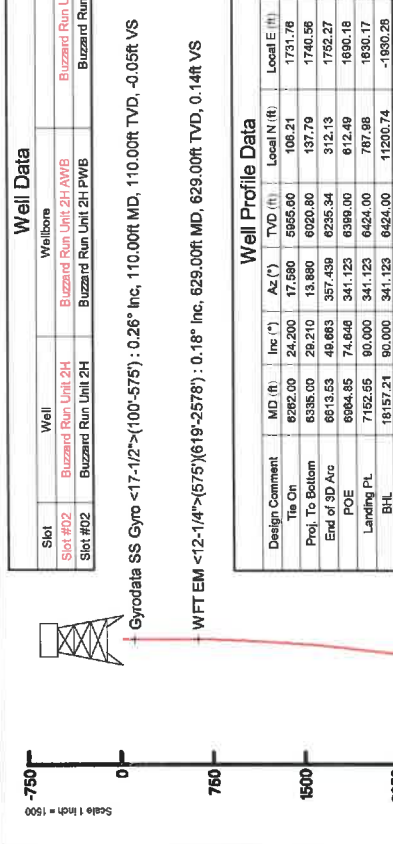 Well Data
Slot Well Wellbore
Slot #02 Buzzard Run Unit 2H Buzzard Run Unit 2H AWB Buzzard Run U
Slot #02 Buzzard Run Unit 2H Buzzard Run Unit 2H PWB Buzzard Run
Gyrodata SS Gyro <17-1/2">(100'-575') : 0.26° Inc, 110.00ft MD, 110.00ft TVD, -0.05ft VS
WFT EM <12-1/4">(575')(619'-2578') : 0.18° Inc, 629.00ft MD, 629.00ft TVD, 0.14ft VS
Well Profile Data
Design Comment MD (ft) Inc (°) Az (°) TVD (ft) Local N (ft) Local E (ft)
Tie On 6262.00 24.200 17.580 5955.60 106.21 1731.76
Proj. To Bottom 6335.00 29.210 13.880 6020.80 137.79 1740.56
End of 3D Arc 6613.53 49.663 357.439 6235.34 312.13 1752.27
POE 6964.85 74.646 341.123 6399.00 612.49 1690.18
Landing Pt. 7152.55 90.000 341.123 6424.00 787.98 1630.17
BHL 18157.21 90.000 341.123 6424.00 11200.74 -1930.26
Scale 1 inch = 1500
-750
0
750
1500